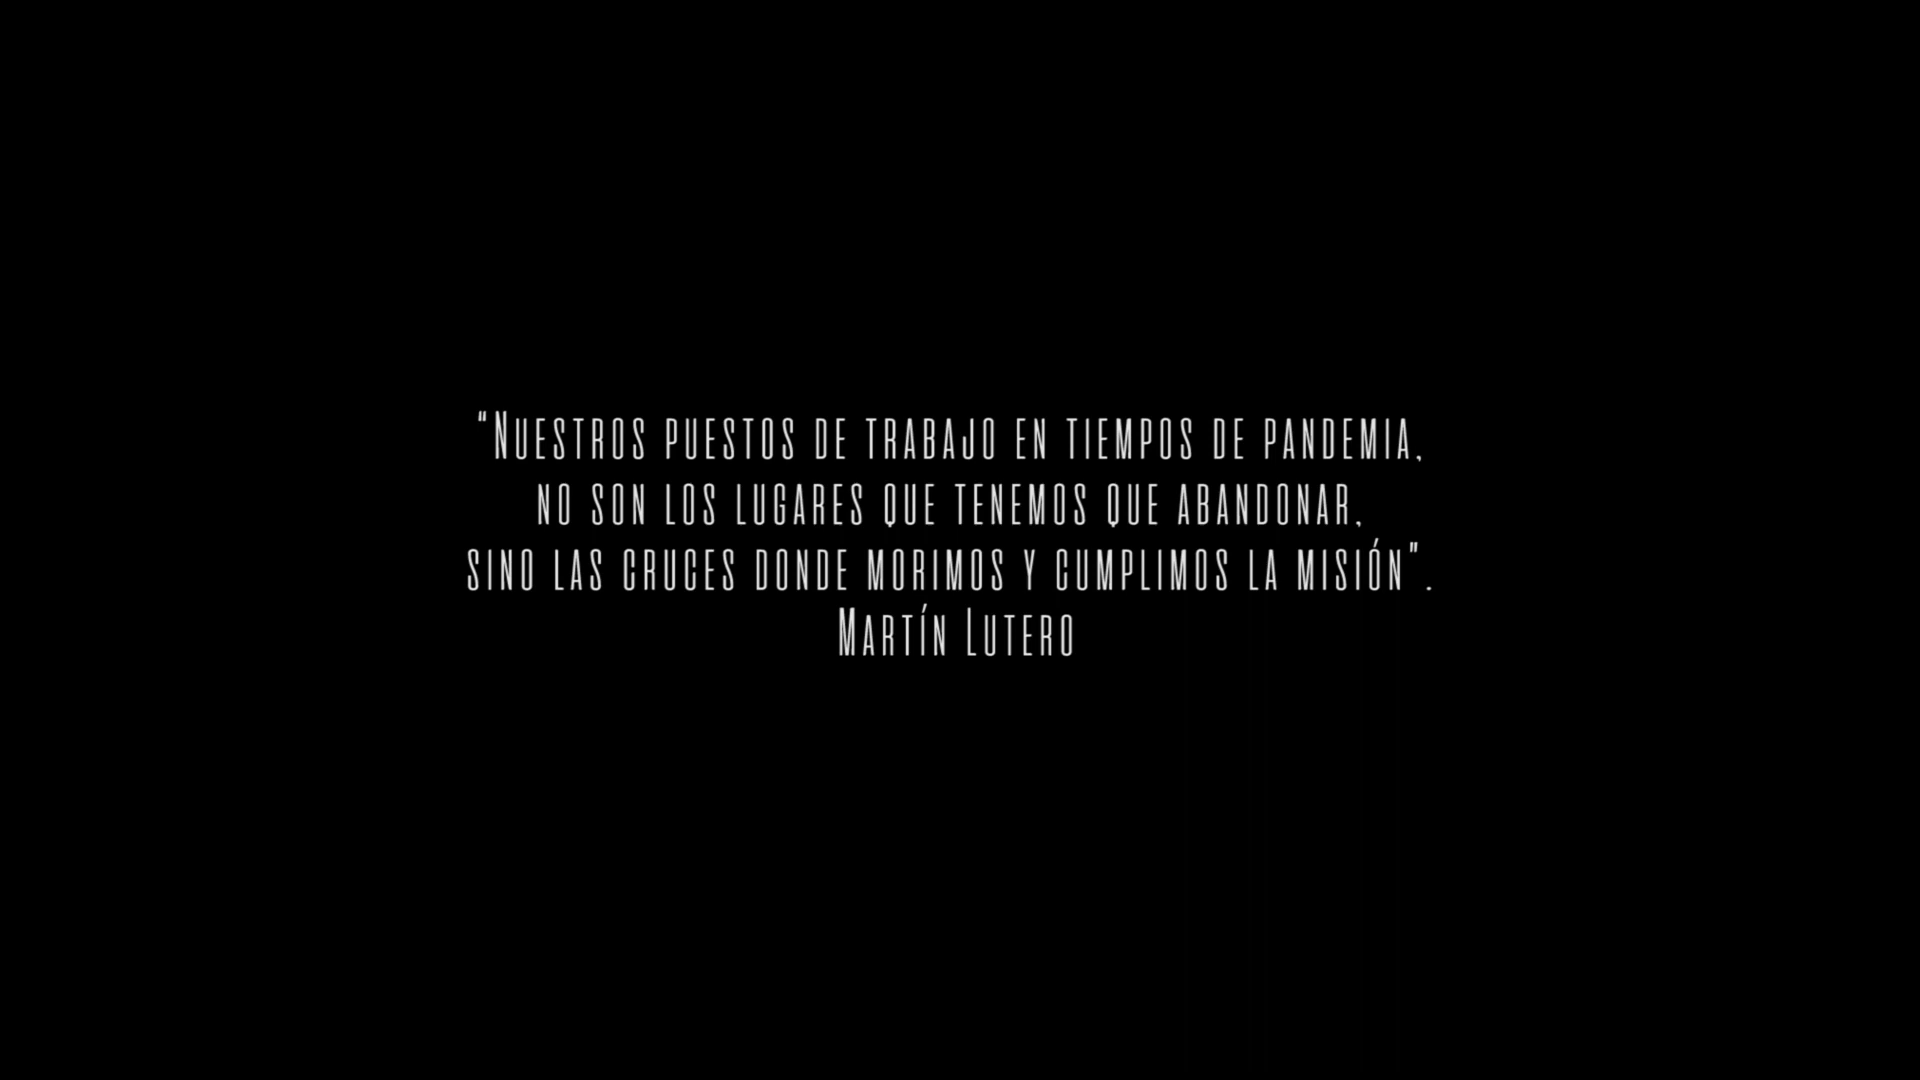 “Nuestros puestos de trabajo en tiempos de pandemia,
no son los lugares que tenemos que abandonar,
sino las cruces donde morimos y cumplimos la misión”.
Martín Lutero